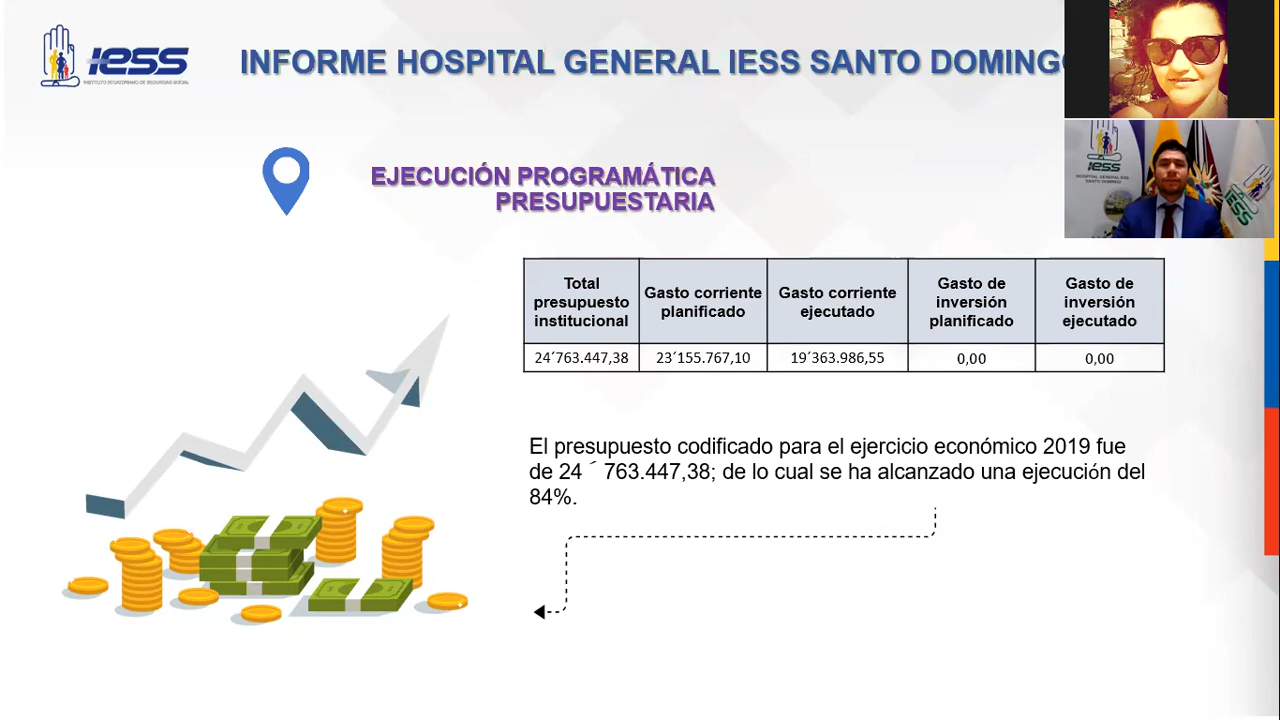 IESS
INSTITUTO ECUATORIANO DE SEGURIDAD SOCIAL
INFORME HOSPITAL GENERAL IESS SANTO DOMINGO
IESS
HOSPITAL GENERAL IESS
SANTO DOMINGO
IESS
EJECUCIÓN PROGRAMÁTICA
PRESUPUESTARIA
Total presupuesto institucional
Gasto corriente planificado
Gasto corriente ejecutado
Gasto de inversión planificado
Gasto de inversión ejecutado
24´763.447,38
23´155.767,10
19´363.986,55
0,00
0,00
El presupuesto codificado para el ejercicio económico 2019 fue
de 24 ´ 763.447,38; de lo cual se ha alcanzado una ejecución del
84%.